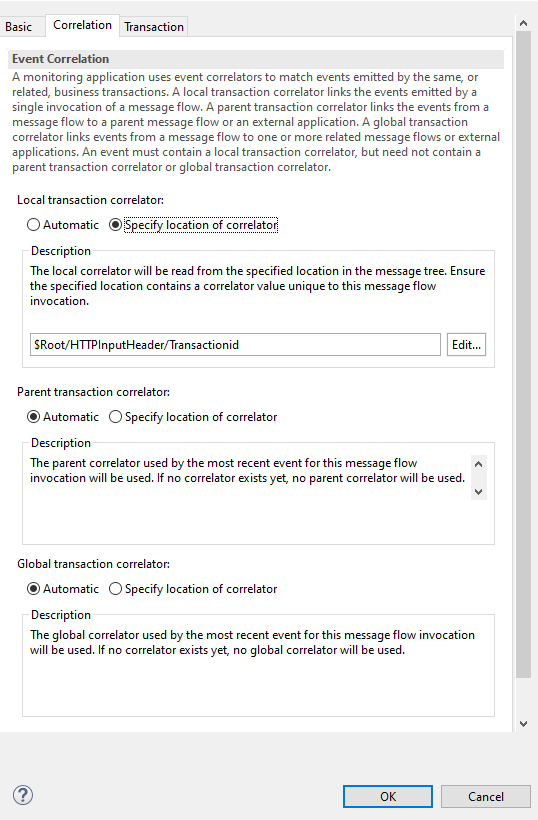 Basic Correlation Transaction
Event Correlation
A monitoring application uses event correlators to match events emitted by the same, or
related, business transactions. A local transaction correlator links the events emitted by a
single invocation of a message flow. A parent transaction correlator links the events from a
message flow to a parent message flow or an external application. A global transaction
correlator links events from a message flow to one or more related message flows or external
applications. An event must contain a local transaction correlator, but need not contain a
parent transaction correlator or global transaction correlator.
Local transaction correlator:
Automatic Specify location of correlator
Description
The local correlator will be read from the specified location in the message tree. Ensure
the specified location contains a correlator value unique to this message flow
invocation.
$Root/HTTPInputHeader/Transactionid Edit...
Parent transaction correlator:
Automatic Specify location of correlator
Description
The parent correlator used by the most recent event for this message flow
invocation will be used. If no correlator exists yet, no parent correlator will be used.
Global transaction correlator:
Automatic Specify location of correlator
Description
The global correlator used by the most recent event for this message flow invocation
will be used. If no correlator exists yet, no global correlator will be used.
? OK Cancel